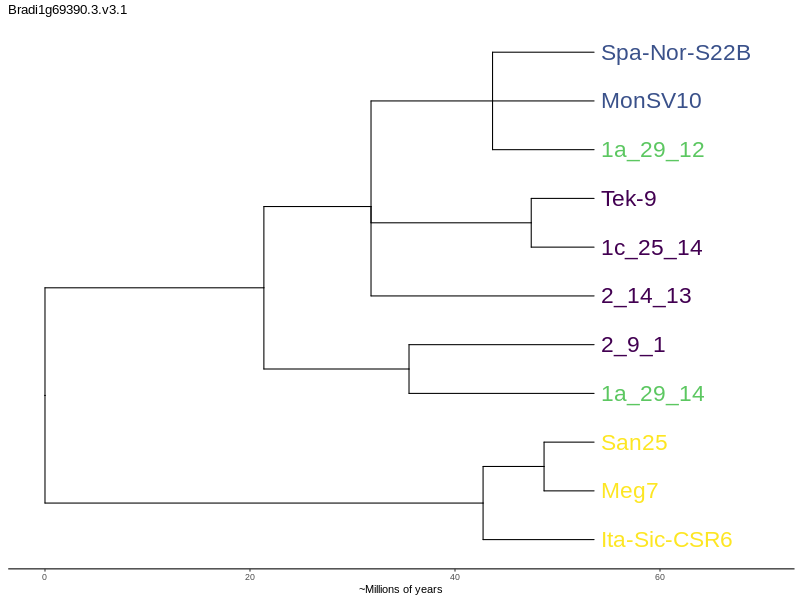 Bradi1g69390.3.v3.1
Spa-Nor-S22B
MonSV10
1a_29_12
Tek-9
1c_25_14
2_14_13
2_9_1
1a_29_14
San25
Meg7
Ita-Sic-CSR6
0 20 40 60
~Millions of years